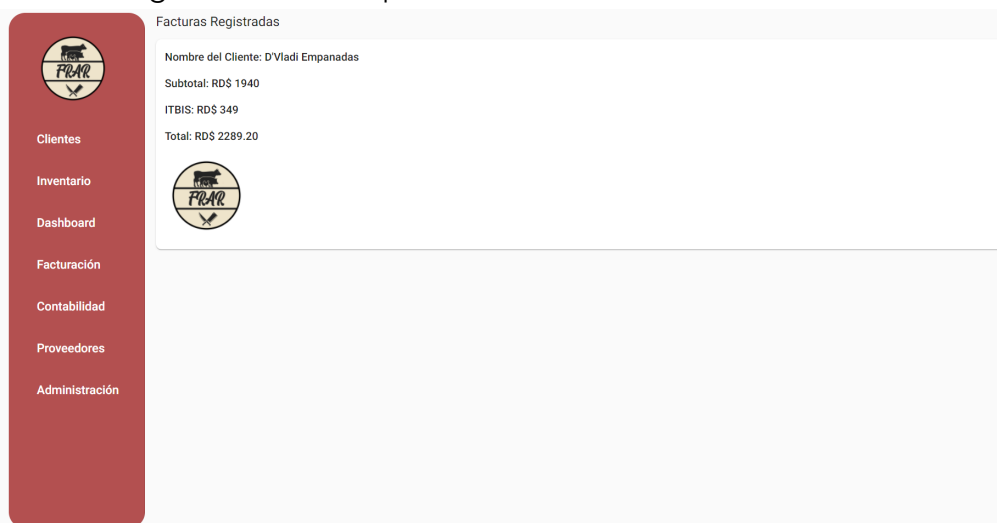 FRAR
Clientes
Inventario
Dashboard
Facturación
Contabilidad
Proveedores
Administración
Facturas Registradas
Nombre del Cliente: D'Vladi Empanadas
Subtotal: RD$ 1940
ITBIS: RD$ 349
Total: RD$ 2289.20
FRAR